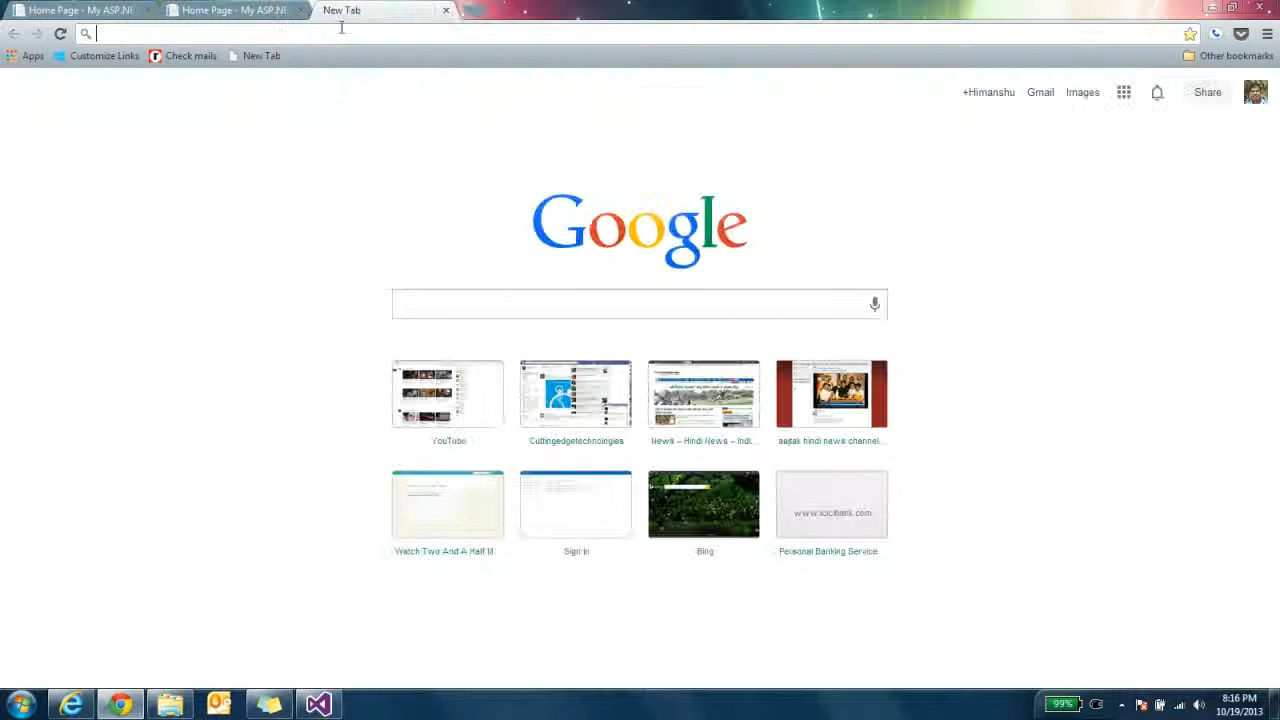 Home Page - My ASP.NE
Home Page - My ASP.NE
New Tab
Apps
Customize Links
Check mails
New Tab
Other bookmarks
+Himanshu
Gmail
Images
Share
Google
YouTube
Cuttingedgetechnologies
News – Hindi News – Indi...
aajtak hindi news channel...
www.icicibank.com
Watch Two And A Half M
Sign In
Bing
Personal Banking Service
99%
8:16 PM
10/19/2013